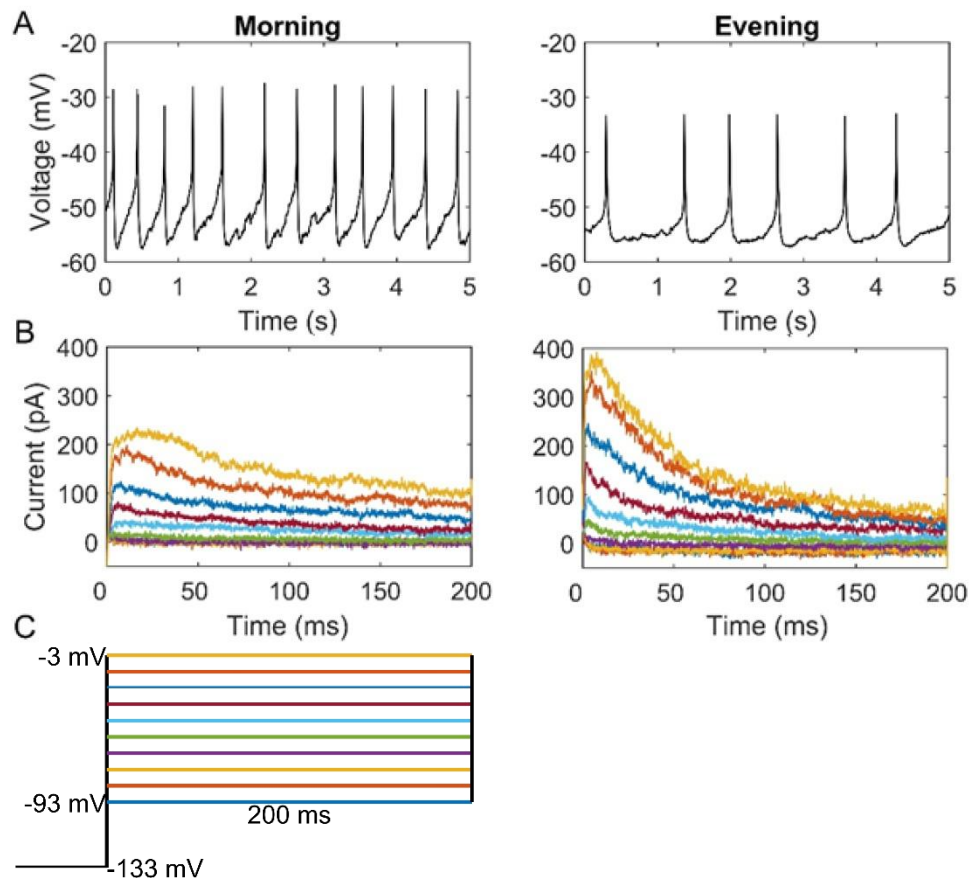 A
Morning
Evening
Voltage (mV)
-20
-30
-40
-50
-60
0 1 2 3 4 5
Time (s)
-20
-30
-40
-50
-60
0 1 2 3 4 5
Time (s)
B
Current (pA)
400
300
200
100
0
0 50 100 150 200
Time (ms)
400
300
200
100
0
0 50 100 150 200
Time (ms)
C
-3 mV
-93 mV
200 ms
-133 mV